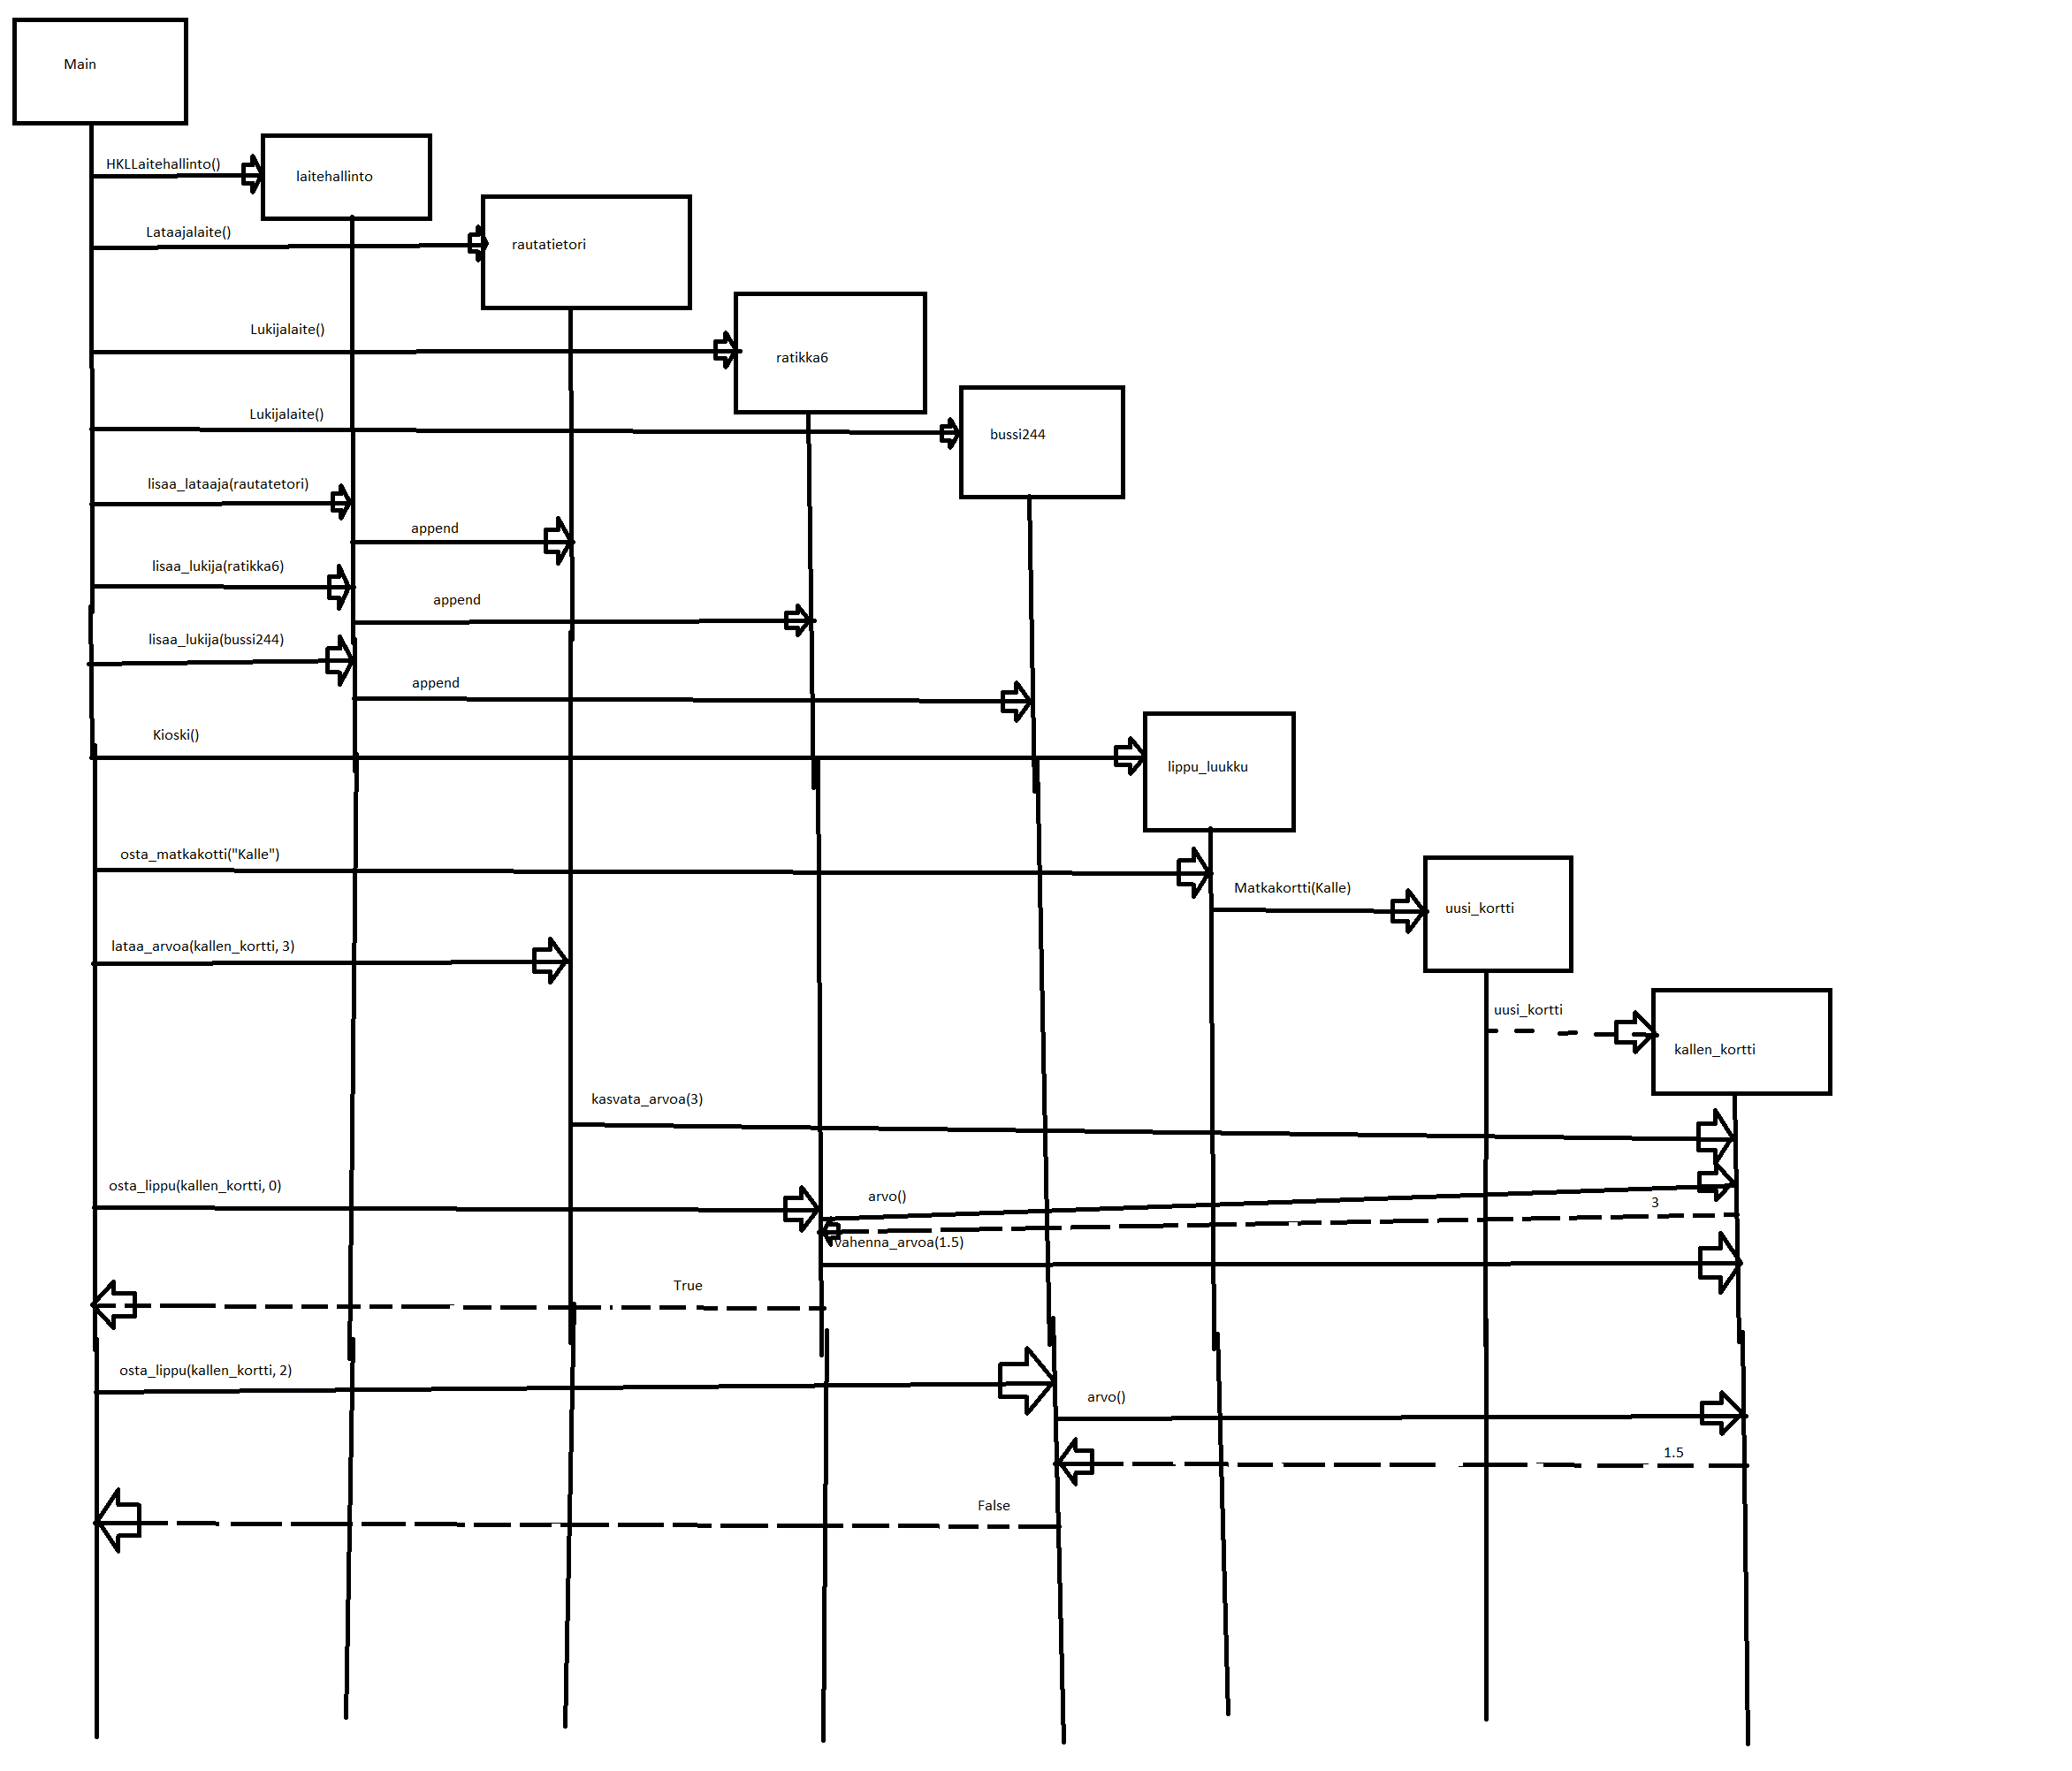 Main
HKLLaitehallinto()
laitehallinto
Lataajalaite()
rautatietori
Lukijalaite()
ratikka6
Lukijalaite()
bussi244
lisaa_lataaja(rautatetori)
append
lisaa_lukija(ratikka6)
append
lisaa_lukija(bussi244)
append
Kioski()
lippu_luukku
osta_matkakotti("Kalle")
Matkakortti(Kalle)
uusi_kortti
lataa_arvoa(kallen_kortti, 3)
uusi_kortti
kallen_kortti
kasvata_arvoa(3)
osta_lippu(kallen_kortti, 0)
arvo()
3
vahenna_arvoa(1.5)
True
osta_lippu(kallen_kortti, 2)
arvo()
1.5
False